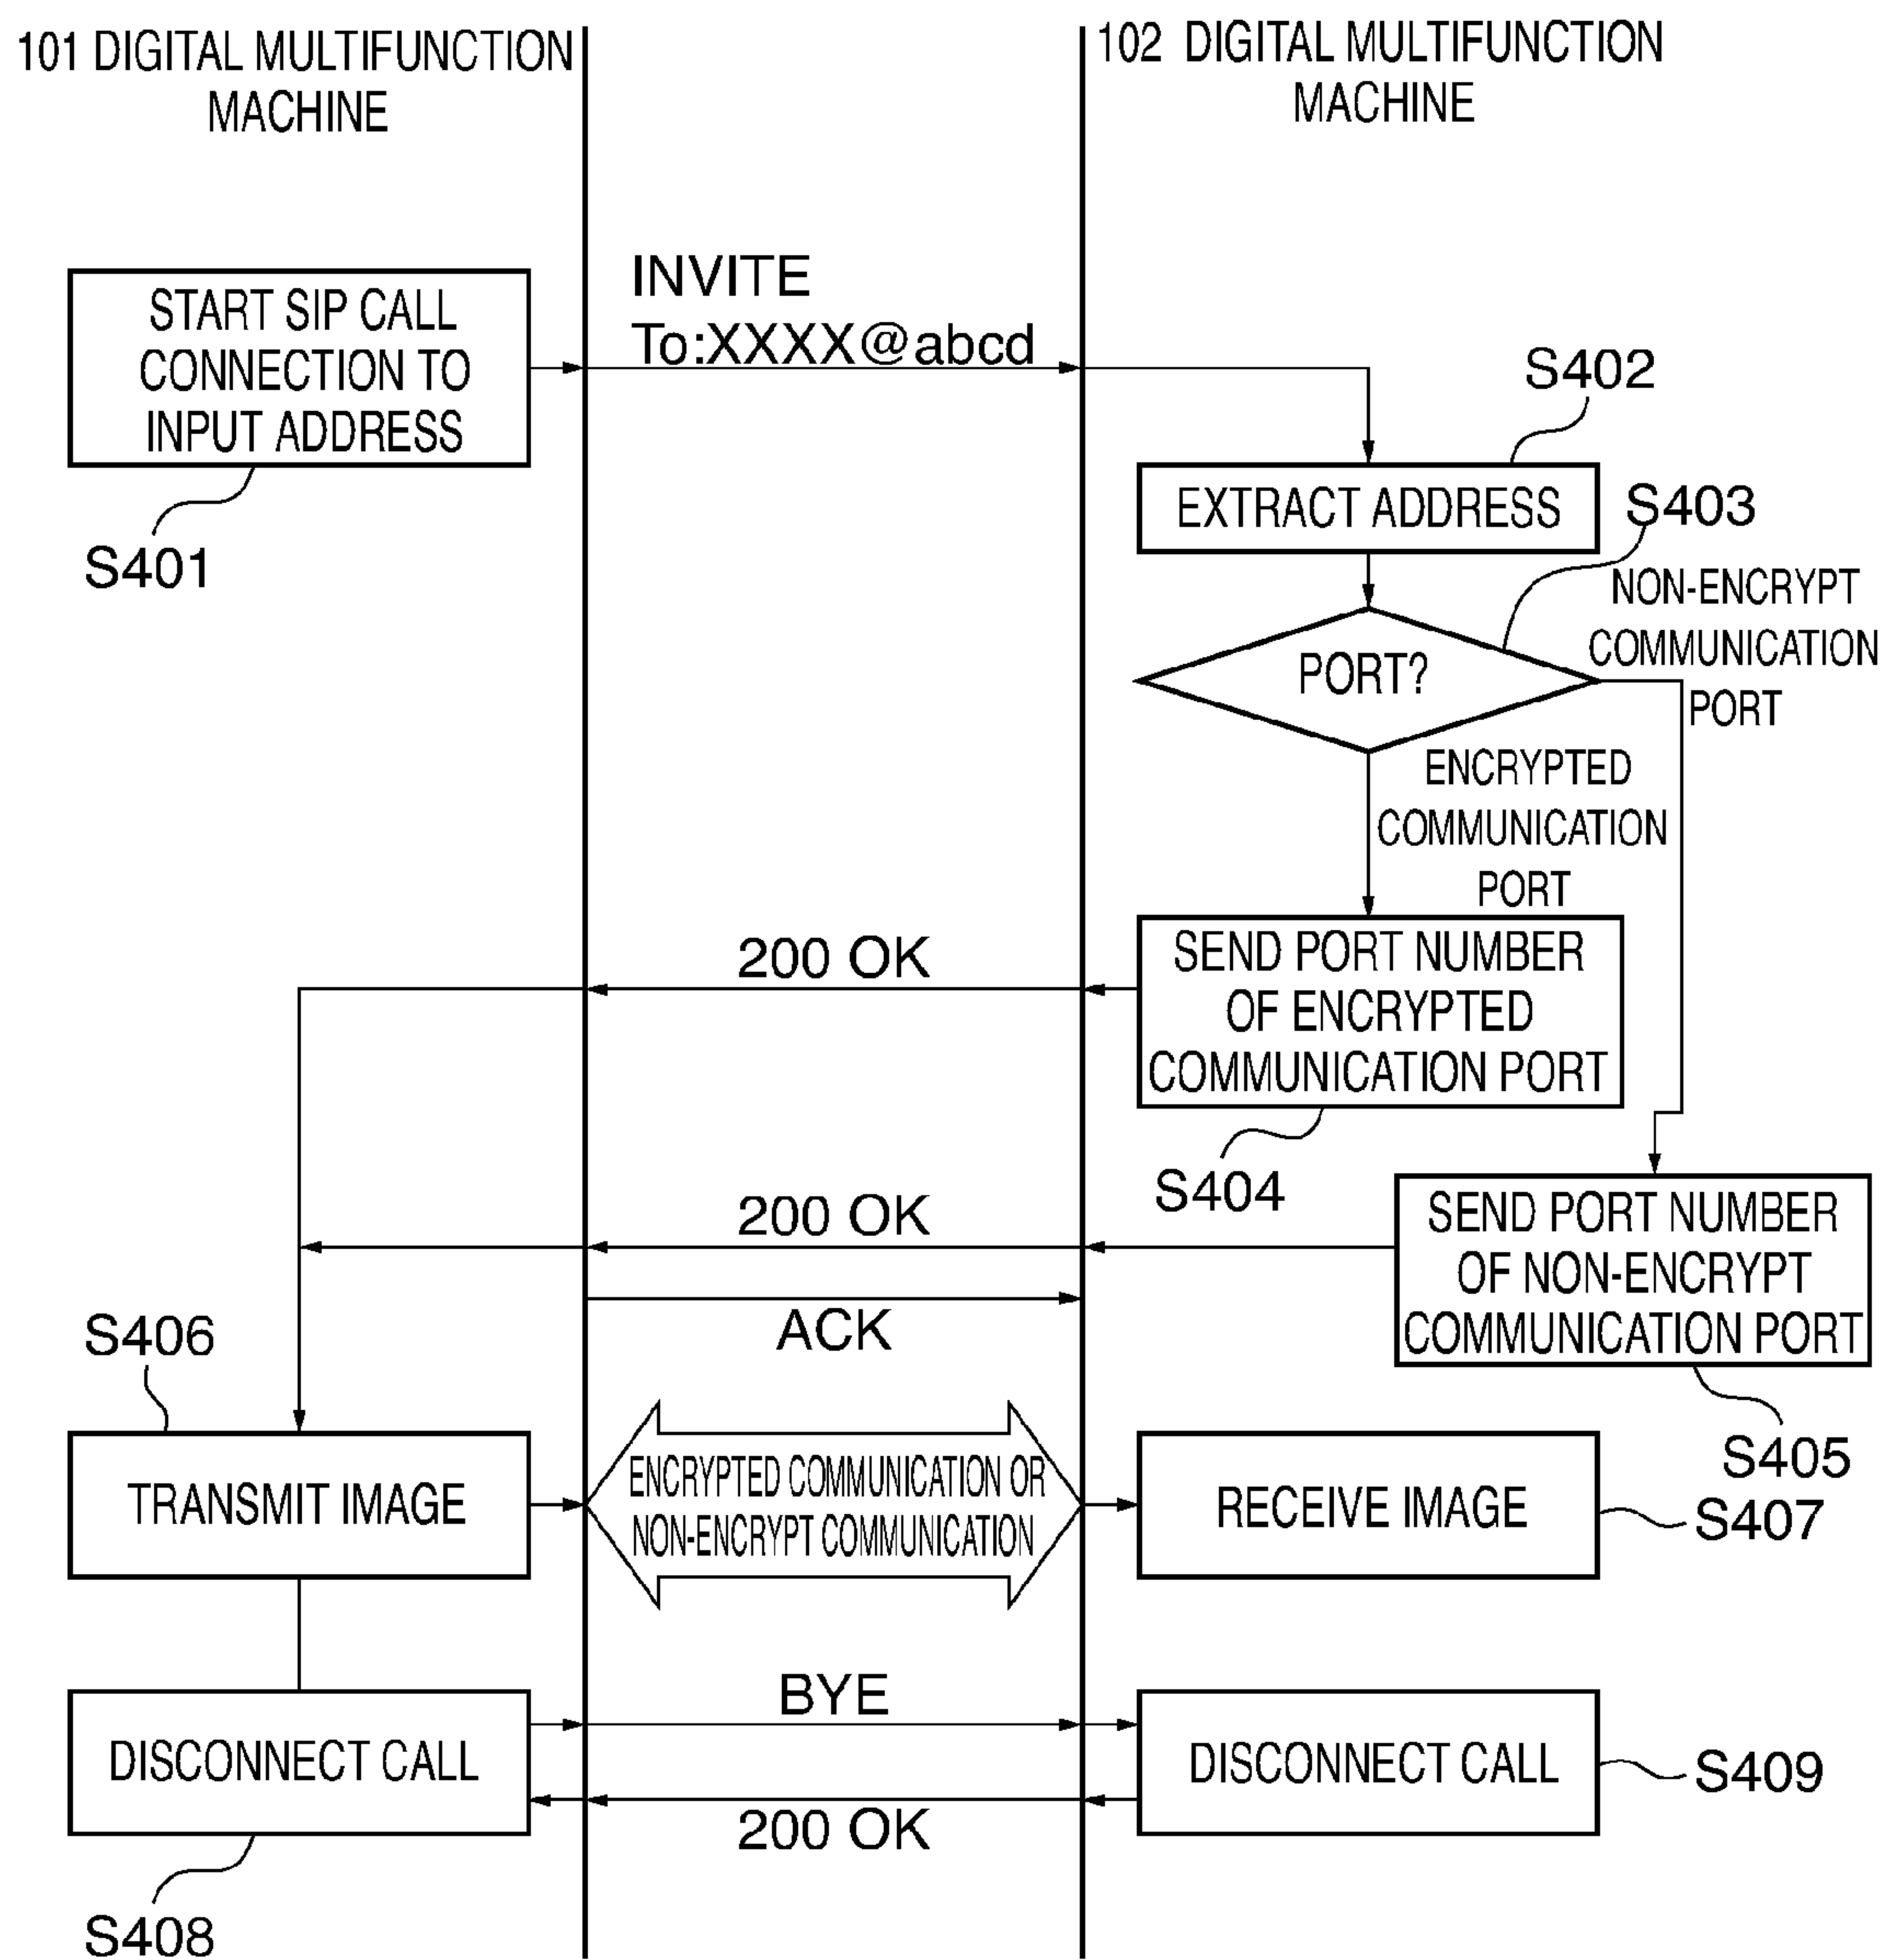 101 DIGITAL MULTIFUNCTION
MACHINE
102 DIGITAL MULTIFUNCTION
MACHINE
START SIP CALL
CONNECTION TO
INPUT ADDRESS
S401
INVITE
To:XXXX@abcd
S402
EXTRACT ADDRESS
S403
PORT?
NON-ENCRYPT
COMMUNICATION
PORT
ENCRYPTED
COMMUNICATION
PORT
200 OK
SEND PORT NUMBER
OF ENCRYPTED
COMMUNICATION PORT
S404
200 OK
SEND PORT NUMBER
OF NON-ENCRYPT
COMMUNICATION PORT
S405
ACK
S406
TRANSMIT IMAGE
ENCRYPTED COMMUNICATION OR
NON-ENCRYPT COMMUNICATION
RECEIVE IMAGE
S407
DISCONNECT CALL
S408
BYE
200 OK
DISCONNECT CALL
S409